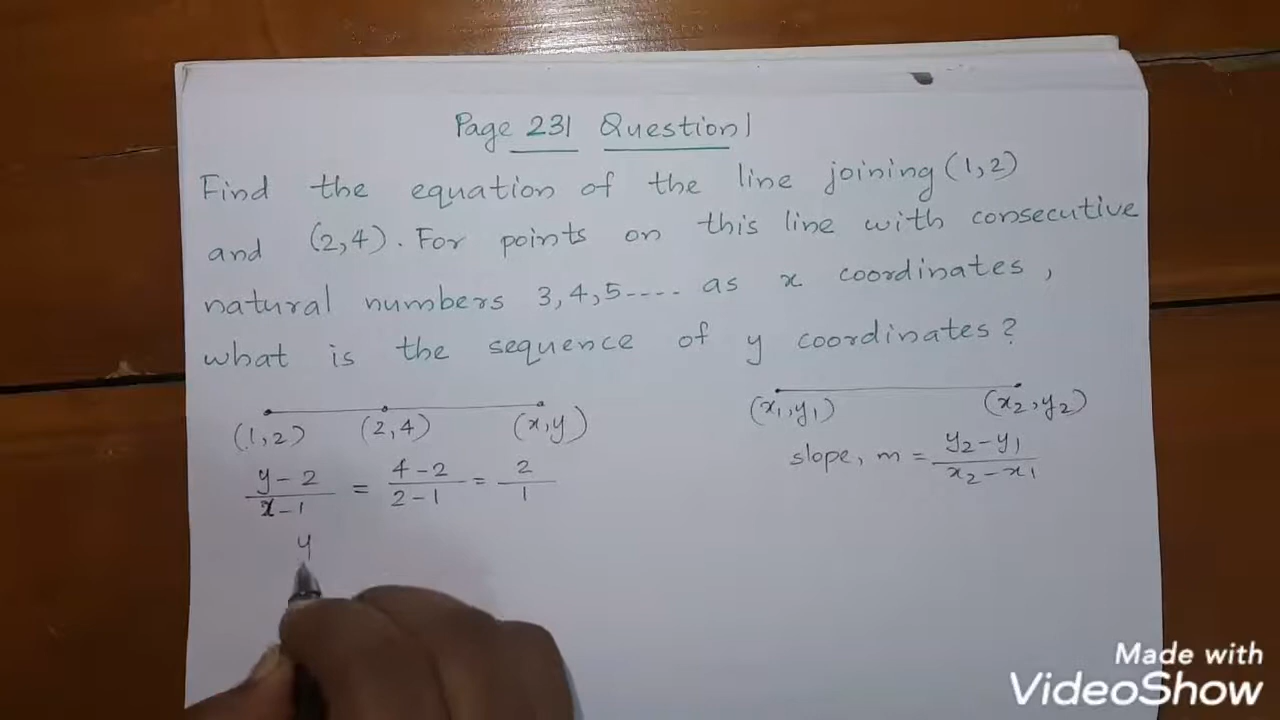 Page 231 Question 1
Find the equation of the line joining (1,2)
and (2,4). For points on this line with consecutive
natural numbers 3,4,5---- as x coordinates,
what is the sequence of y coordinates?
(1,2) (2,4) (x,y)
y-2/x-1 = 4-2/2-1 = 2/1
y
(x₁,y₁) (x₂,y₂)
slope, m = y₂-y₁/x₂-x₁
Made with
VideoShow